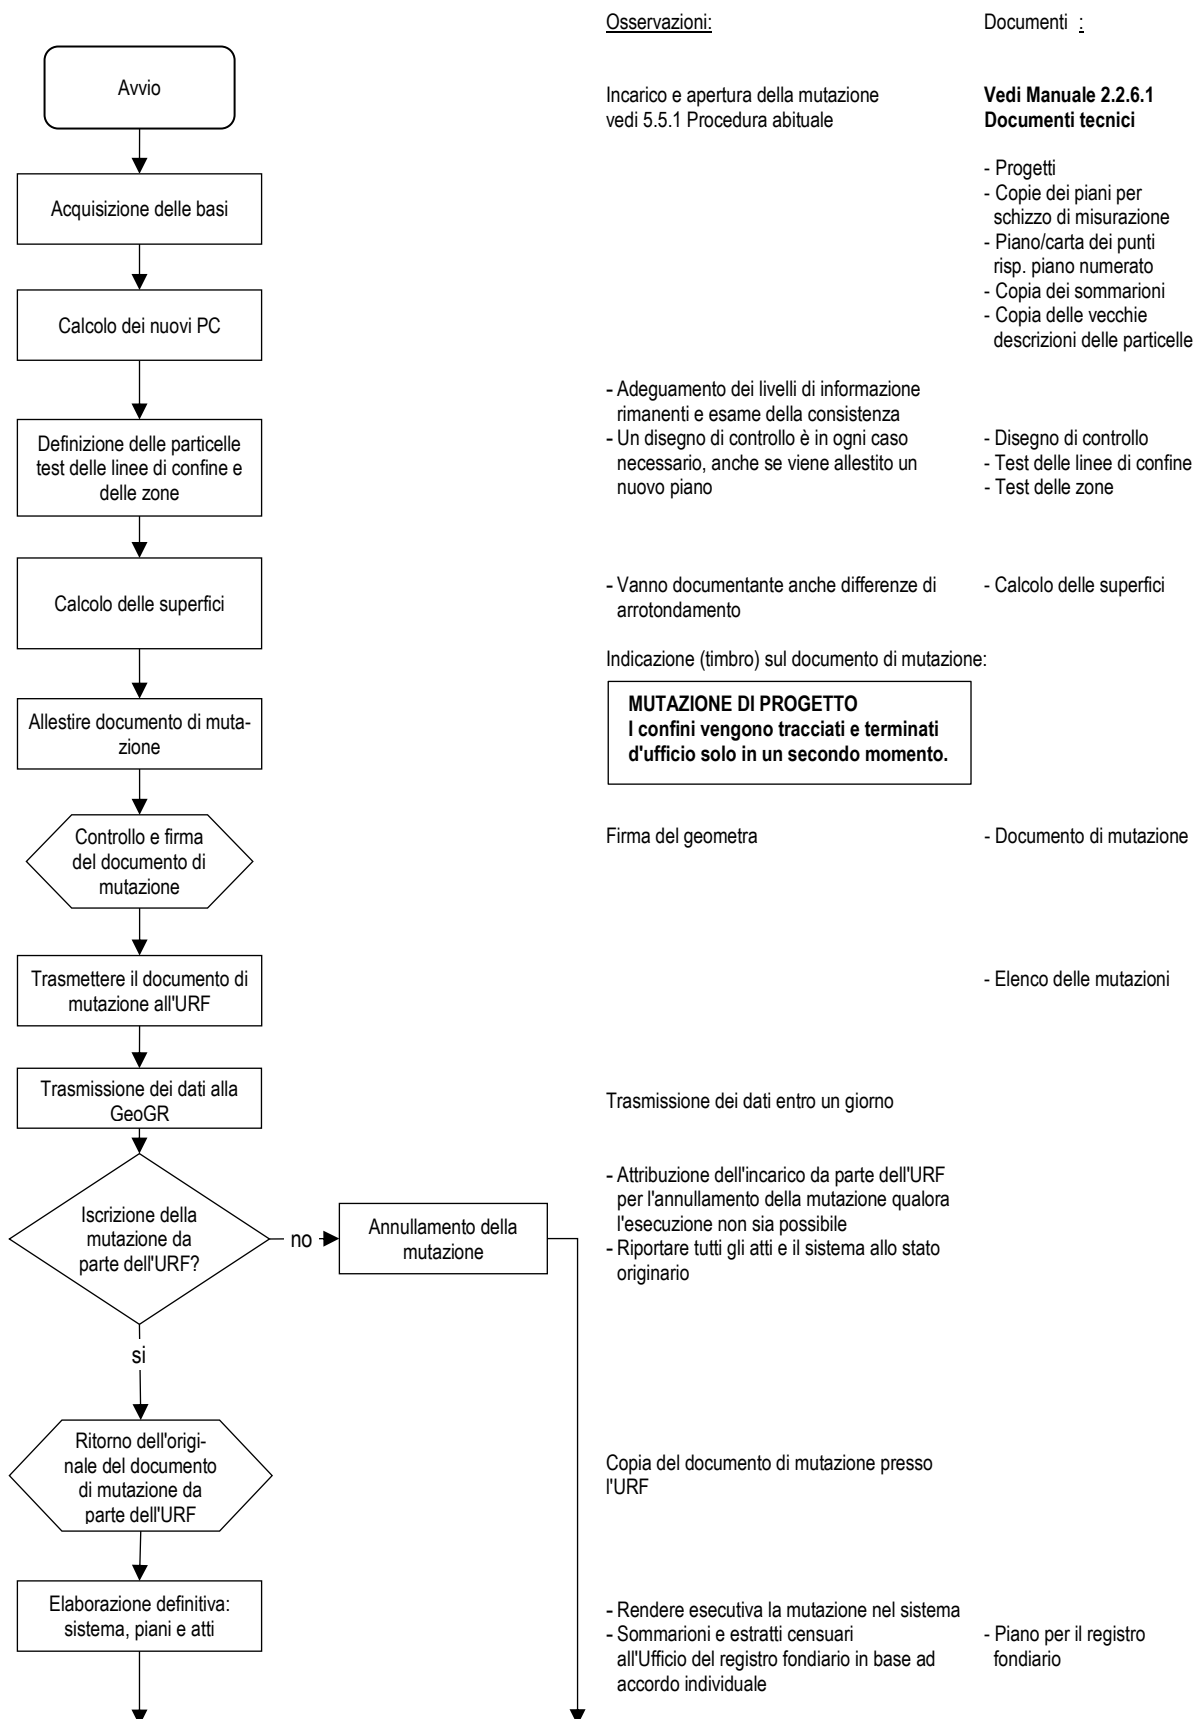 Osservazioni:
Documenti :
Avvio
Incarico e apertura della mutazione
vedi 5.5.1 Procedura abituale
Vedi Manuale 2.2.6.1
Documenti tecnici
Acquisizione delle basi
- Progetti
- Copie dei piani per
schizzo di misurazione
- Piano/carta dei punti
risp. piano numerato
- Copia dei sommarioni
- Copia delle vecchie
descrizioni delle particelle
Calcolo dei nuovi PC
Definizione delle particelle
test delle linee di confine e
delle zone
- Adeguamento dei livelli di informazione
rimanenti e esame della consistenza
- Un disegno di controllo è in ogni caso
necessario, anche se viene allestito un
nuovo piano
- Disegno di controllo
- Test delle linee di confine
- Test delle zone
Calcolo delle superfici
- Vanno documentante anche differenze di
arrotondamento
- Calcolo delle superfici
Indicazione (timbro) sul documento di mutazione:
Allestire documento di muta-
zione
MUTAZIONE DI PROGETTO
I confini vengono tracciati e terminati
d'ufficio solo in un secondo momento.
Controllo e firma
del documento di
mutazione
Firma del geometra
- Documento di mutazione
Trasmettere il documento di
mutazione all'URF
- Elenco delle mutazioni
Trasmissione dei dati alla
GeoGR
Trasmissione dei dati entro un giorno
Iscrizione della
mutazione da
parte dell'URF?
no
Annullamento della
mutazione
- Attribuzione dell'incarico da parte dell'URF
per l'annullamento della mutazione qualora
l'esecuzione non sia possibile
- Riportare tutti gli atti e il sistema allo stato
originario
si
Ritorno dell'origi-
nale del documento
di mutazione da
parte dell'URF
Copia del documento di mutazione presso
l'URF
Elaborazione definitiva:
sistema, piani e atti
- Rendere esecutiva la mutazione nel sistema
- Sommarioni e estratti censuari
all'Ufficio del registro fondiario in base ad
accordo individuale
- Piano per il registro
fondiario